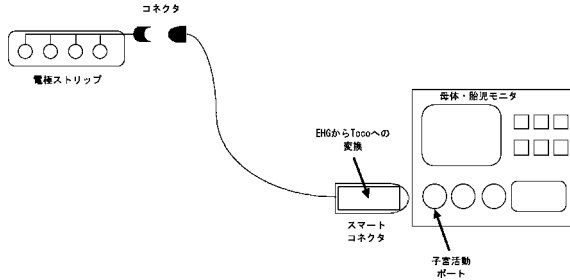 コネクタ
電極ストリップ
母体・胎児モニタ
EHGからTocoへの
変換
スマート
コネクタ
子宮活動
ポート